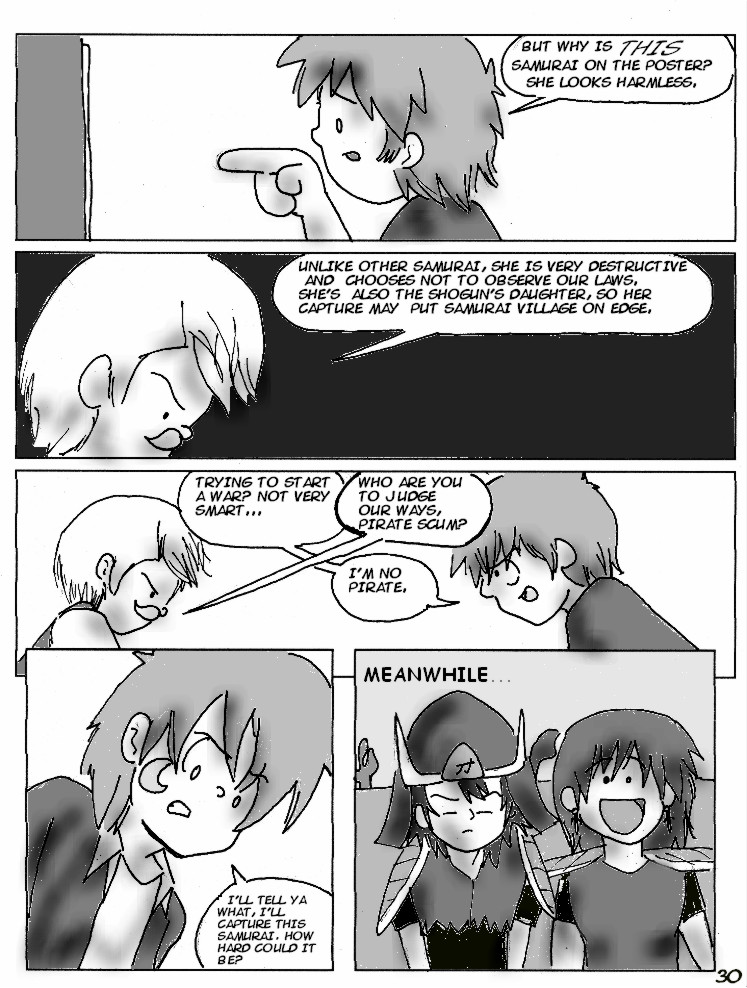 BUT WHY IS THIS
SAMURAI ON THE POSTER?
SHE LOOKS HARMLESS.
UNLIKE OTHER SAMURAI, SHE IS VERY DESTRUCTIVE
AND CHOOSES NOT TO OBSERVE OUR LAWS.
SHE'S ALSO THE SHOGUN'S DAUGHTER, SO HER
CAPTURE MAY PUT SAMURAI VILLAGE ON EDGE.
TRYING TO START
A WAR? NOT VERY
SMART...
WHO ARE YOU
TO JUDGE
OUR WAYS,
PIRATE SCUM?
I'M NO
PIRATE.
I'LL TELL YA
WHAT, I'LL
CAPTURE THIS
SAMURAI. HOW
HARD COULD IT
BE?
MEANWHILE...
30